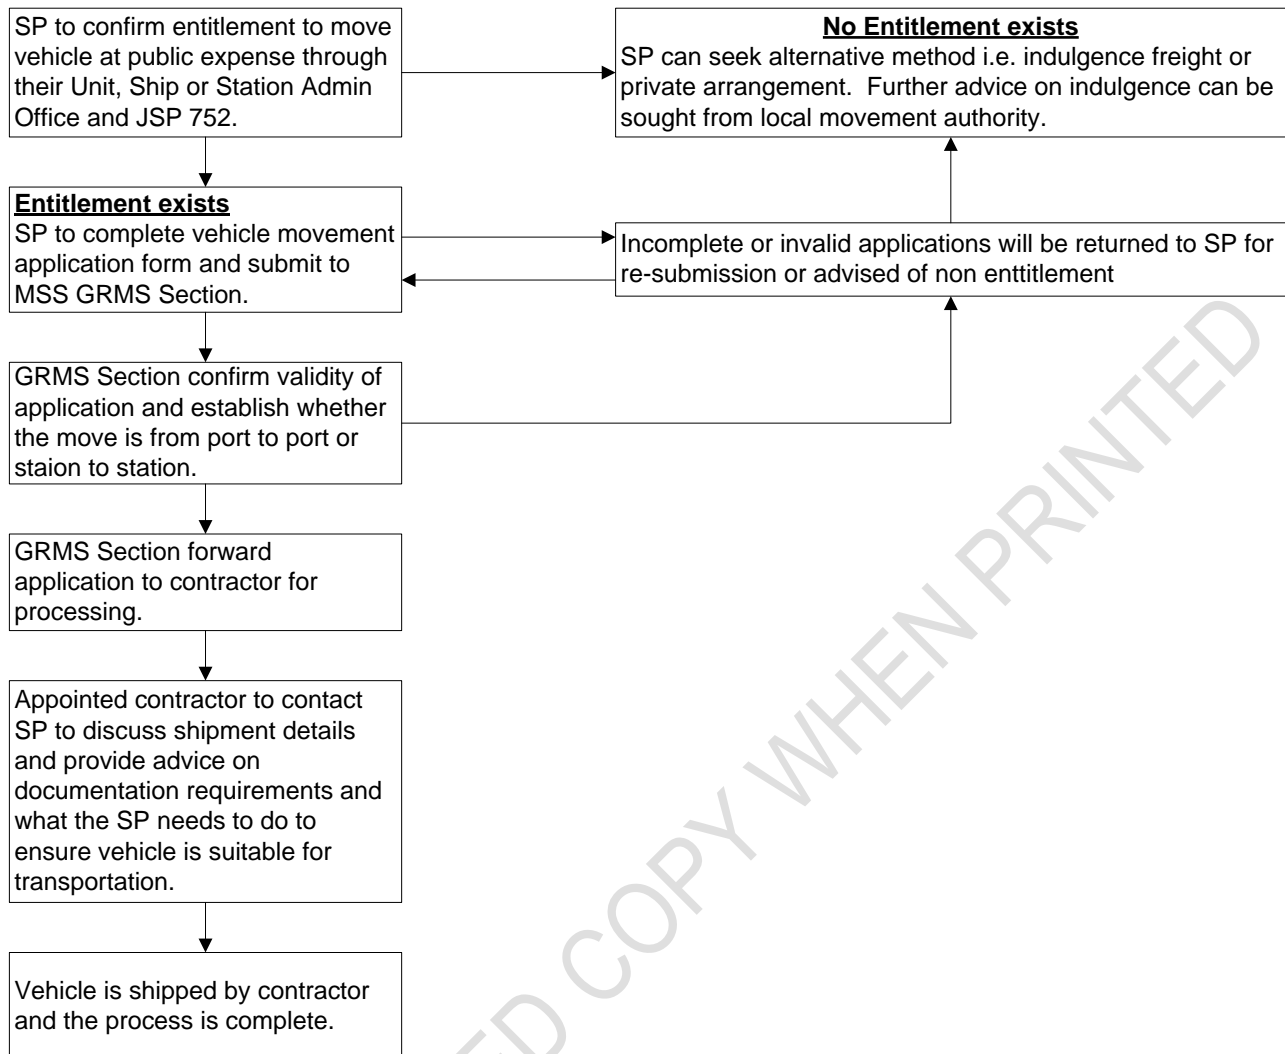 SP to confirm entitlement to move
vehicle at public expense through
their Unit, Ship or Station Admin
Office and JSP 752.
No Entitlement exists
SP can seek alternative method i.e. indulgence freight or
private arrangement.  Further advice on indulgence can be
sought from local movement authority.
Entitlement exists
SP to complete vehicle movement
application form and submit to
MSS GRMS Section.
Incomplete or invalid applications will be returned to SP for
re-submission or advised of non enttitlement
GRMS Section confirm validity of
application and establish whether
the move is from port to port or
staion to station.
GRMS Section forward
application to contractor for
processing.
Appointed contractor to contact
SP to discuss shipment details
and provide advice on
documentation requirements and
what the SP needs to do to
ensure vehicle is suitable for
transportation.
Vehicle is shipped by contractor
and the process is complete.
ED COPY WHEN PRINTED